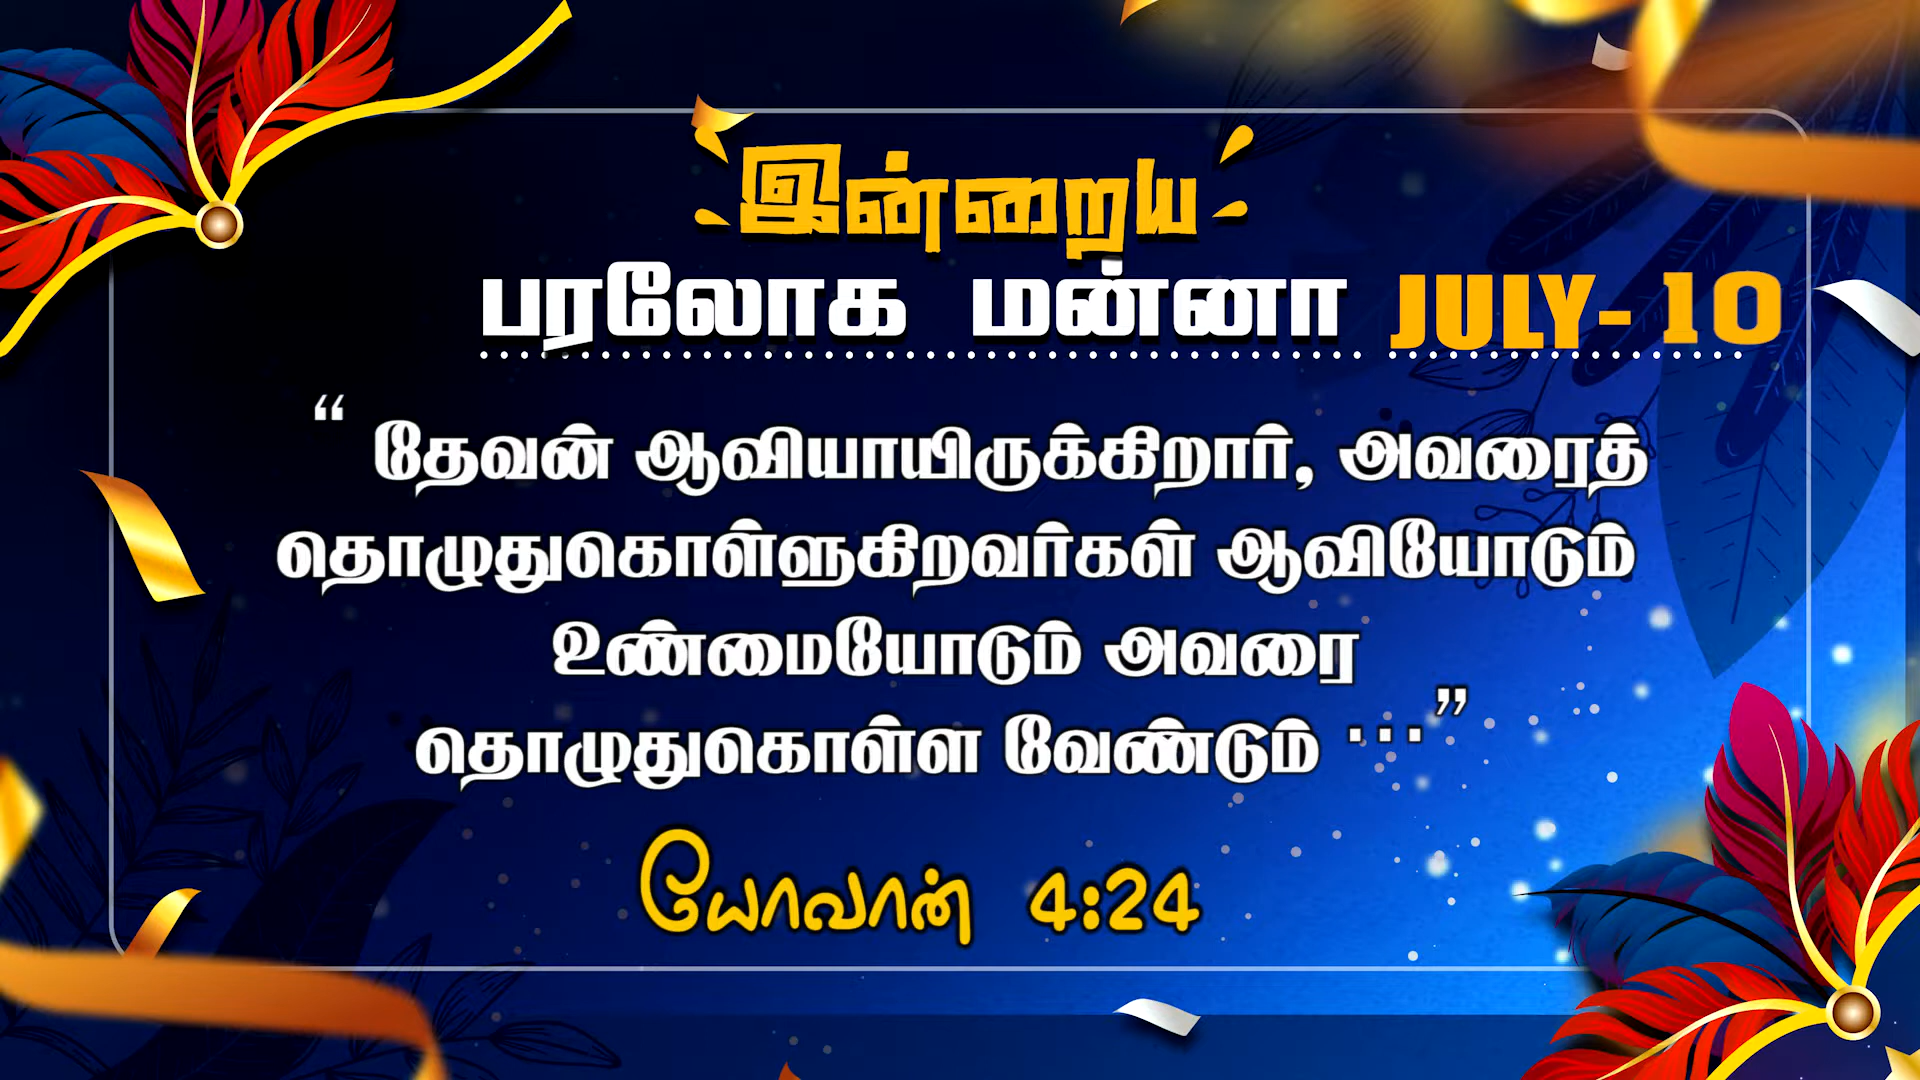 இன்றைய
பரலோக மன்னா JULY- 10
“ தேவன் ஆவியாயிருக்கிறார், அவரைத்
தொழுதுகொள்ளுகிறவர்கள் ஆவியோடும்
உண்மையோடும் அவரை
தொழுதுகொள்ள வேண்டும் ...”
யோவான் 4:24